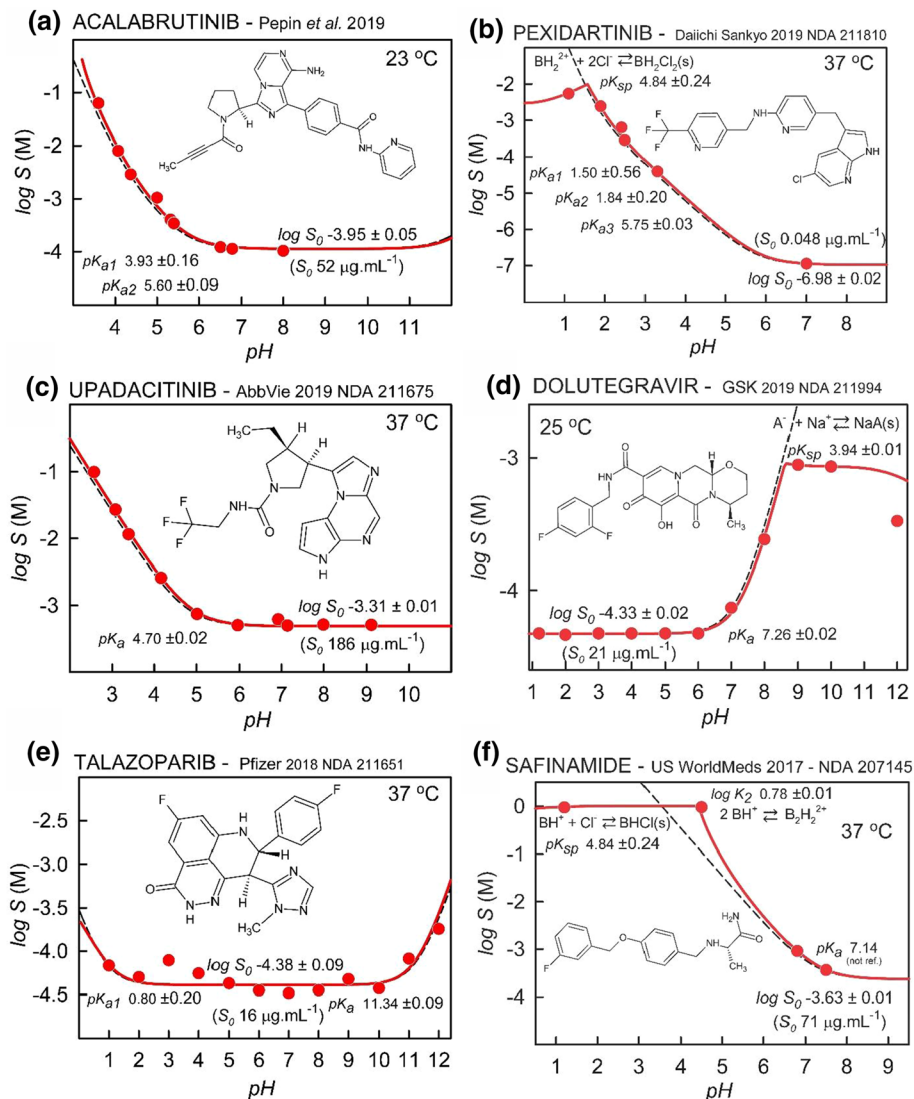 (a) ACALABRUTINIB - Pepin et al. 2019
23 °C
NH2
N
N
N
N
H
O
O
N
H
N
CH3
log S (M)
-1
-2
-3
-4
-5
log S0 -3.95 ± 0.05
(S0 52 µg.mL-1)
pKa1 3.93 ±0.16
pKa2 5.60 ±0.09
4 5 6 7 8 9 10 11
pH
(b) PEXIDARTINIB - Daiichi Sankyo 2019 NDA 211810
37 °C
BH2 2+ + 2Cl- ⇄ BH2Cl2(s)
pKsp 4.84 ±0.24
F
F
F
N
NH
N
NH
Cl
N
log S (M)
-2
-3
-4
-5
-6
-7
pKa1 1.50 ±0.56
pKa2 1.84 ±0.20
pKa3 5.75 ±0.03
(S0 0.048 µg.mL-1)
log S0 -6.98 ± 0.02
1 2 3 4 5 6 7 8
pH
(c) UPADACITINIB - AbbVie 2019 NDA 211675
37 °C
H3C
H
H
N
N
F
F
F
HN
O
N
N
N
H
log S (M)
-1
-2
-3
log S0 -3.31 ± 0.01
(S0 186 µg.mL-1)
pKa 4.70 ±0.02
3 4 5 6 7 8 9 10
pH
(d) DOLUTEGRAVIR - GSK 2019 NDA 211994
25 °C
A- + Na+ ⇄ NaA(s)
pKsp 3.94 ±0.01
O
H
O
NH
N
N
O
O
OH
CH3
F
F
log S (M)
-3
-4
log S0 -4.33 ± 0.02
(S0 21 µg.mL-1)
pKa 7.26 ±0.02
1 2 3 4 5 6 7 8 9 10 11 12
pH
(e) TALAZOPARIB - Pfizer 2018 NDA 211651
37 °C
F
F
H
N
H
H
O
N
N
H
N
N
N
H3C
log S (M)
-2.5
-3.0
-3.5
-4.0
-4.5
-5.0
log S0 -4.38 ± 0.09
(S0 16 µg.mL-1)
pKa1 0.80 ±0.20
pKa 11.34 ±0.09
1 2 3 4 5 6 7 8 9 10 11 12
pH
(f) SAFINAMIDE - US WorldMeds 2017 - NDA 207145
log K2 0.78 ±0.01
2 BH+ ⇄ B2H2 2+
37 °C
BH+ + Cl- ⇄ BHCl(s)
pKsp 4.84 ±0.24
H2N
O
HN
CH3
O
F
log S (M)
0
-1
-2
-3
-4
pKa 7.14
(not ref.)
log S0 -3.63 ± 0.01
(S0 71 µg.mL-1)
1 2 3 4 5 6 7 8 9
pH